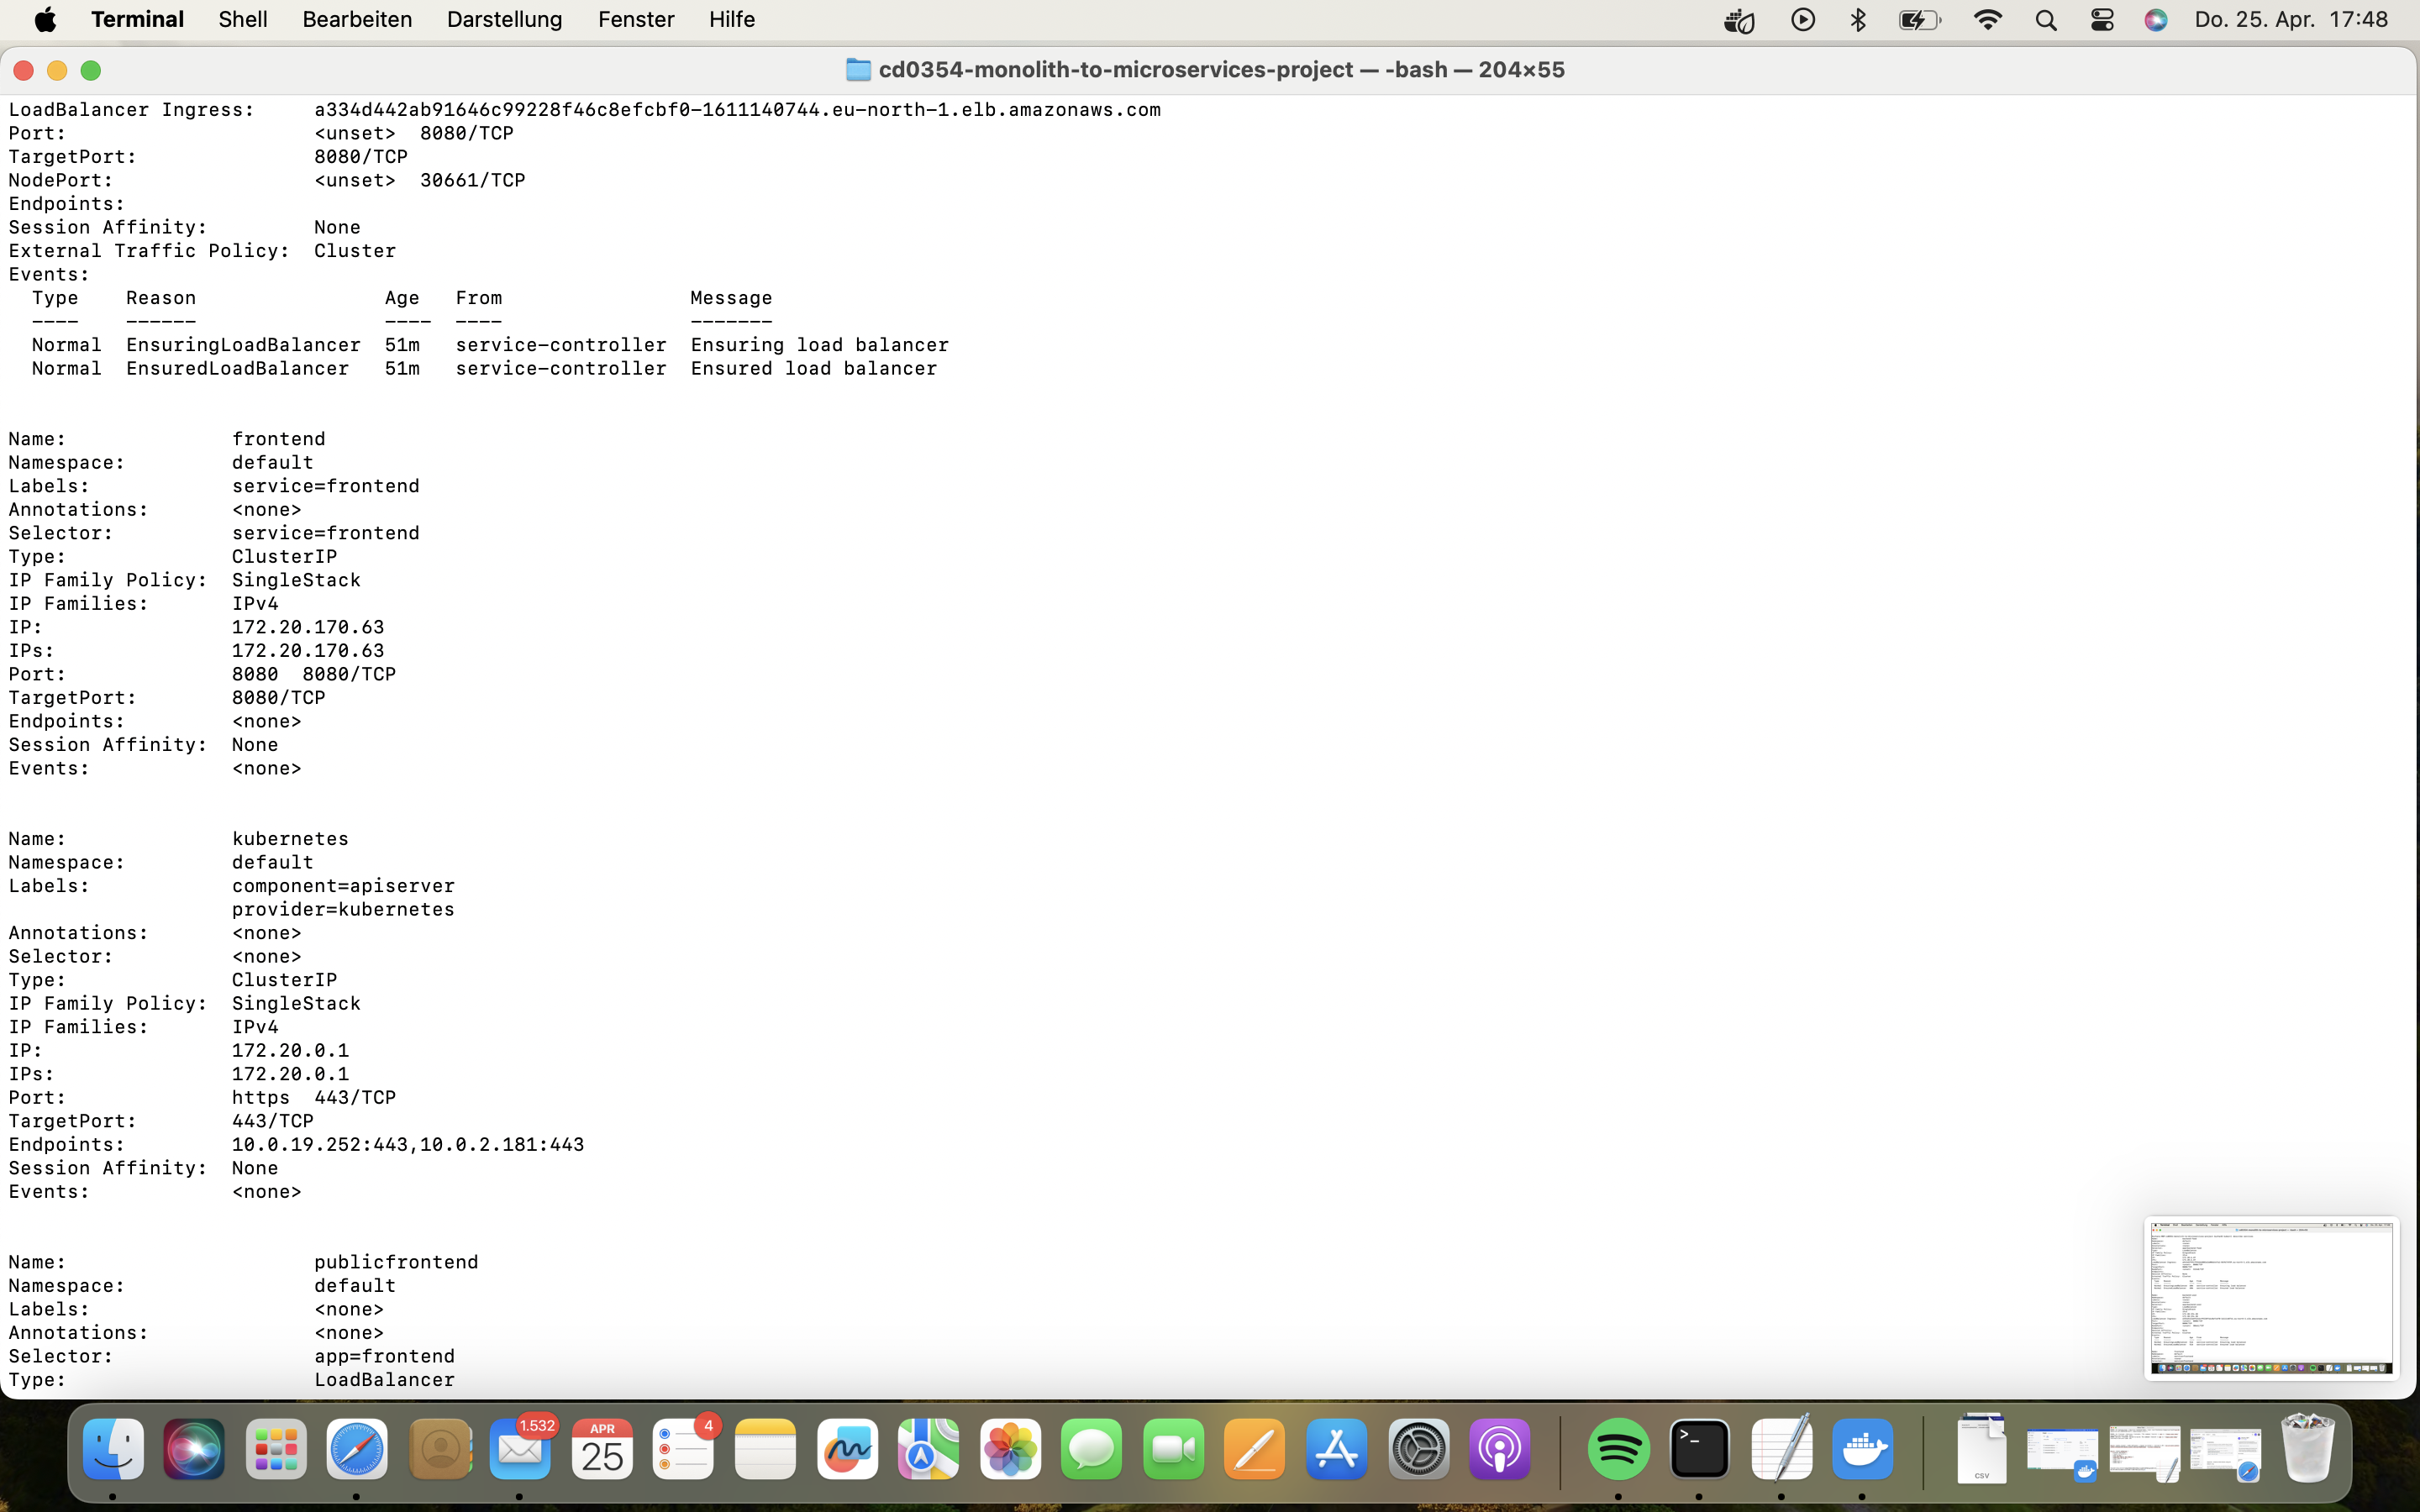 Terminal Shell Bearbeiten Darstellung Fenster Hilfe Do. 25. Apr. 17:48
cd0354-monolith-to-microservices-project — -bash — 204×55
LoadBalancer Ingress: a334d442ab91646c99228f46c8efcbf0-1611140744.eu-north-1.elb.amazonaws.com
Port: <unset> 8080/TCP
TargetPort: 8080/TCP
NodePort: <unset> 30661/TCP
Endpoints:
Session Affinity: None
External Traffic Policy: Cluster
Events:
Type Reason Age From Message
---- ------ ---- ---- -------
Normal EnsuringLoadBalancer 51m service-controller Ensuring load balancer
Normal EnsuredLoadBalancer 51m service-controller Ensured load balancer
Name: frontend
Namespace: default
Labels: service=frontend
Annotations: <none>
Selector: service=frontend
Type: ClusterIP
IP Family Policy: SingleStack
IP Families: IPv4
IP: 172.20.170.63
IPs: 172.20.170.63
Port: 8080 8080/TCP
TargetPort: 8080/TCP
Endpoints: <none>
Session Affinity: None
Events: <none>
Name: kubernetes
Namespace: default
Labels: component=apiserver
provider=kubernetes
Annotations: <none>
Selector: <none>
Type: ClusterIP
IP Family Policy: SingleStack
IP Families: IPv4
IP: 172.20.0.1
IPs: 172.20.0.1
Port: https 443/TCP
TargetPort: 443/TCP
Endpoints: 10.0.19.252:443,10.0.2.181:443
Session Affinity: None
Events: <none>
Name: publicfrontend
Namespace: default
Labels: <none>
Annotations: <none>
Selector: app=frontend
Type: LoadBalancer
1.532
APR
25
4
>_
CSV